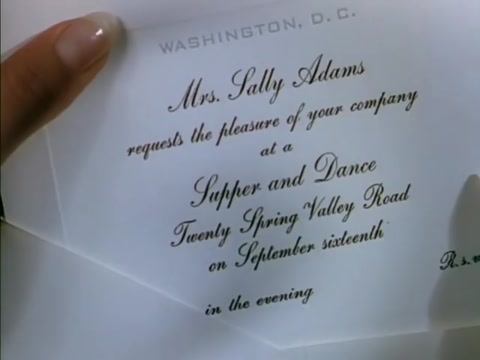 WASHINGTON, D. C.
Mrs. Sally Adams
requests the pleasure of your company
at a
Supper and Dance
Twenty Spring Valley Road
on September sixteenth
in the evening
R.s.v